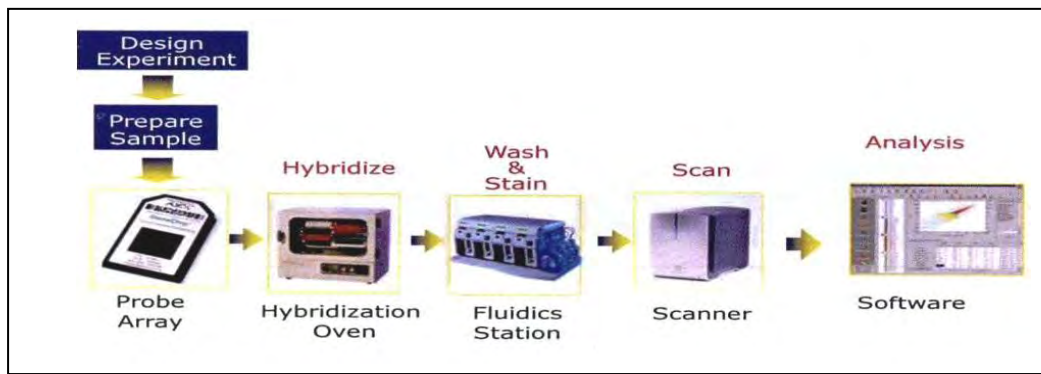 Design
Experiment
Prepare
Sample
Hybridize
Wash
&
Stain
Scan
Analysis
Probe
Array
Hybridization
Oven
Fluidics
Station
Scanner
Software